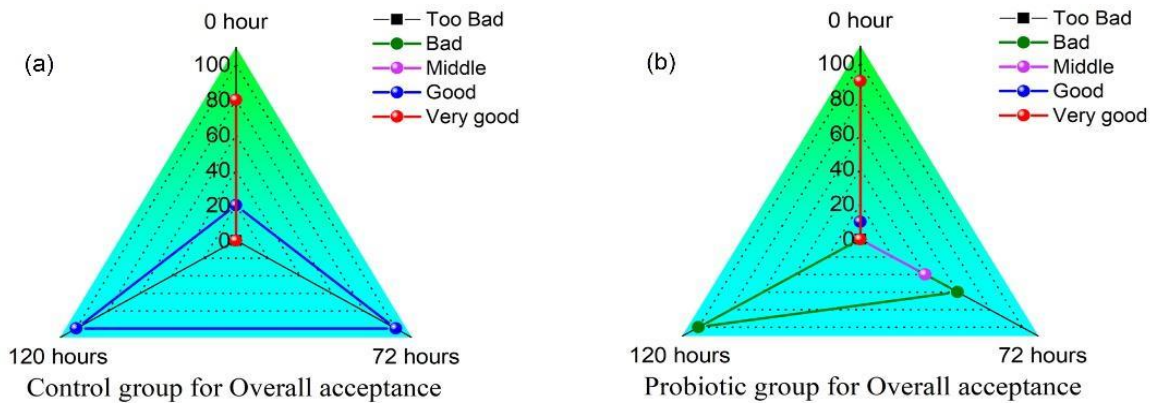 (a)
0 hour
100
80
60
40
20
0
120 hours
72 hours
Too Bad
Bad
Middle
Good
Very good
Control group for Overall acceptance
(b)
0 hour
100
80
60
40
20
0
120 hours
72 hours
Too Bad
Bad
Middle
Good
Very good
Probiotic group for Overall acceptance